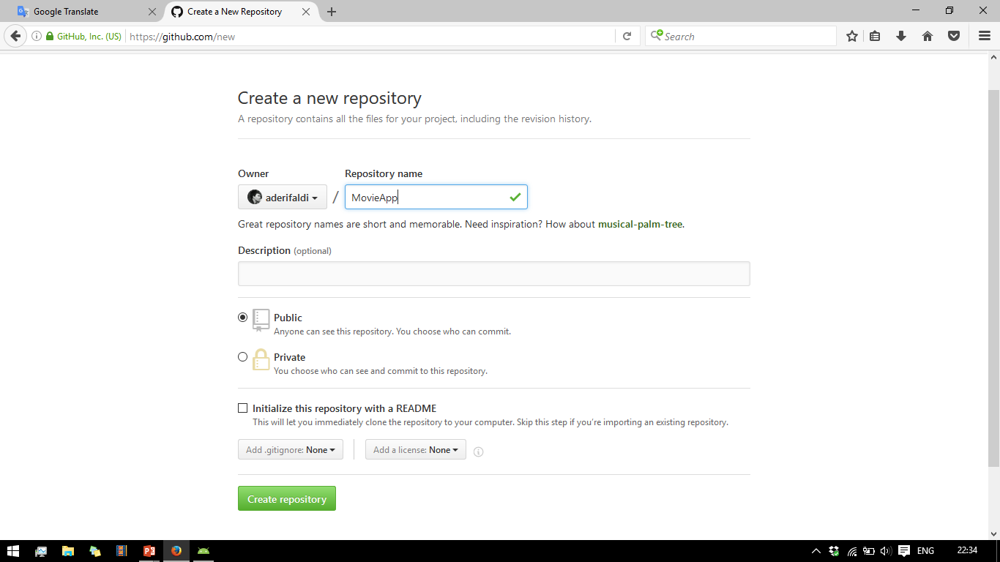 Google Translate
Create a New Repository
GitHub, Inc. (US)
https://github.com/new
Search
Create a new repository
A repository contains all the files for your project, including the revision history.
Owner
Repository name
aderifaldi
/
MovieApp
Great repository names are short and memorable. Need inspiration? How about musical-palm-tree.
Description (optional)
Public
Anyone can see this repository. You choose who can commit.
Private
You choose who can see and commit to this repository.
Initialize this repository with a README
This will let you immediately clone the repository to your computer. Skip this step if you're importing an existing repository.
Add .gitignore: None
Add a license: None
Create repository
ENG
22:34